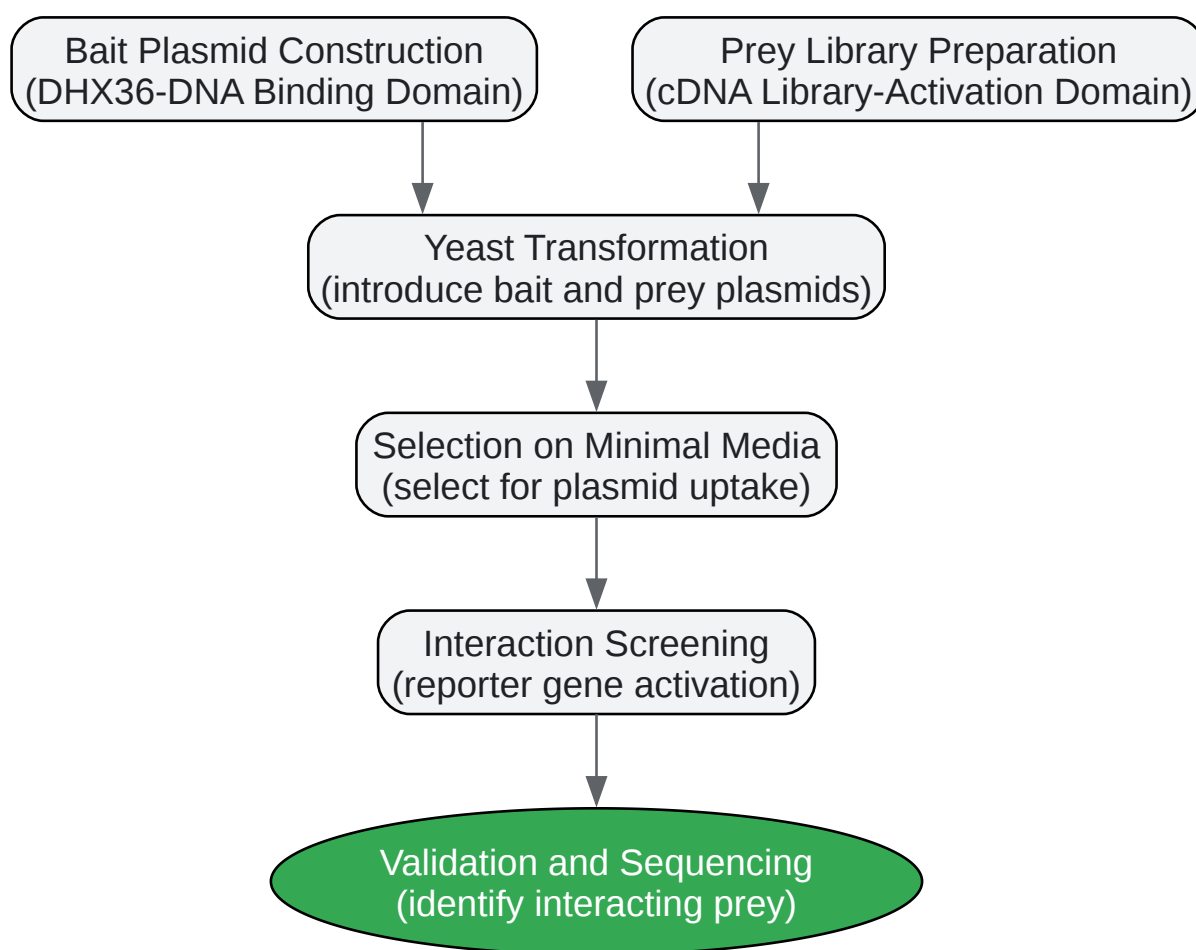 Bait Plasmid Construction
(DHX36-DNA Binding Domain)
Prey Library Preparation
(cDNA Library-Activation Domain)
Yeast Transformation
(introduce bait and prey plasmids)
Selection on Minimal Media
(select for plasmid uptake)
Interaction Screening
(reporter gene activation)
Validation and Sequencing
(identify interacting prey)